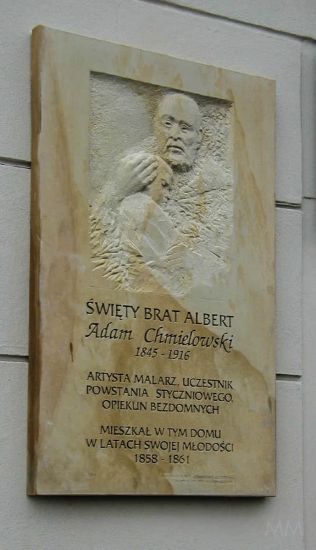 ŚWIĘTY BRAT ALBERT
Adam Chmielowski
1845 - 1916
ARTYSTA MALARZ, UCZESTNIK
POWSTANIA STYCZNIOWEGO,
OPIEKUN BEZDOMNYCH
MIESZKAŁ W TYM DOMU
W LATACH SWOJEJ MŁODOŚCI
1858 - 1861
MM